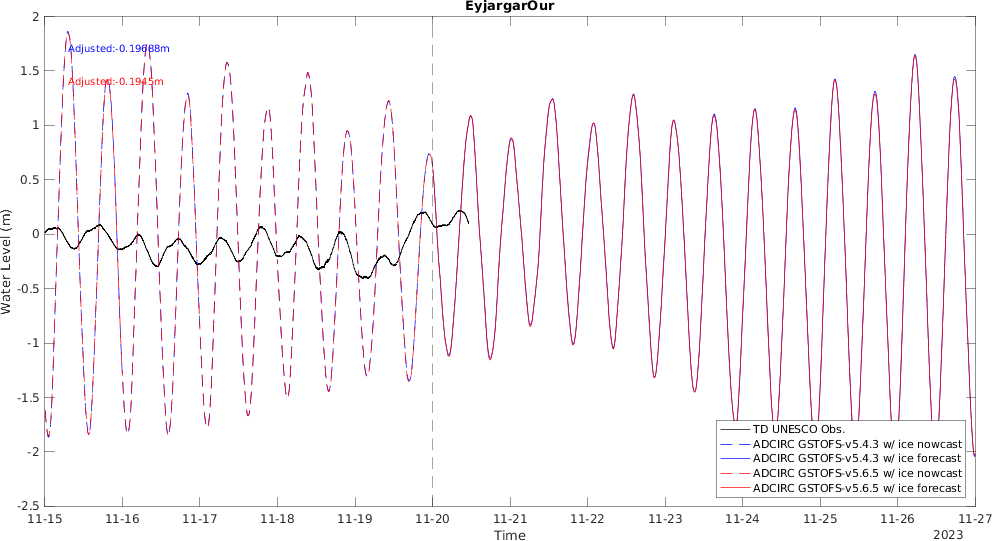 EyjargarOur
2
1.5
1
0.5
0
-0.5
-1
-1.5
-2
-2.5
Water Level (m)
Adjusted:-0.19688m
Adjusted:-0.1945m
TD UNESCO Obs.
ADCIRC GSTOFS-v5.4.3 w/ ice nowcast
ADCIRC GSTOFS-v5.4.3 w/ ice forecast
ADCIRC GSTOFS-v5.6.5 w/ ice nowcast
ADCIRC GSTOFS-v5.6.5 w/ ice forecast
11-15 11-16 11-17 11-18 11-19 11-20 11-21 11-22 11-23 11-24 11-25 11-26 11-27
Time
2023